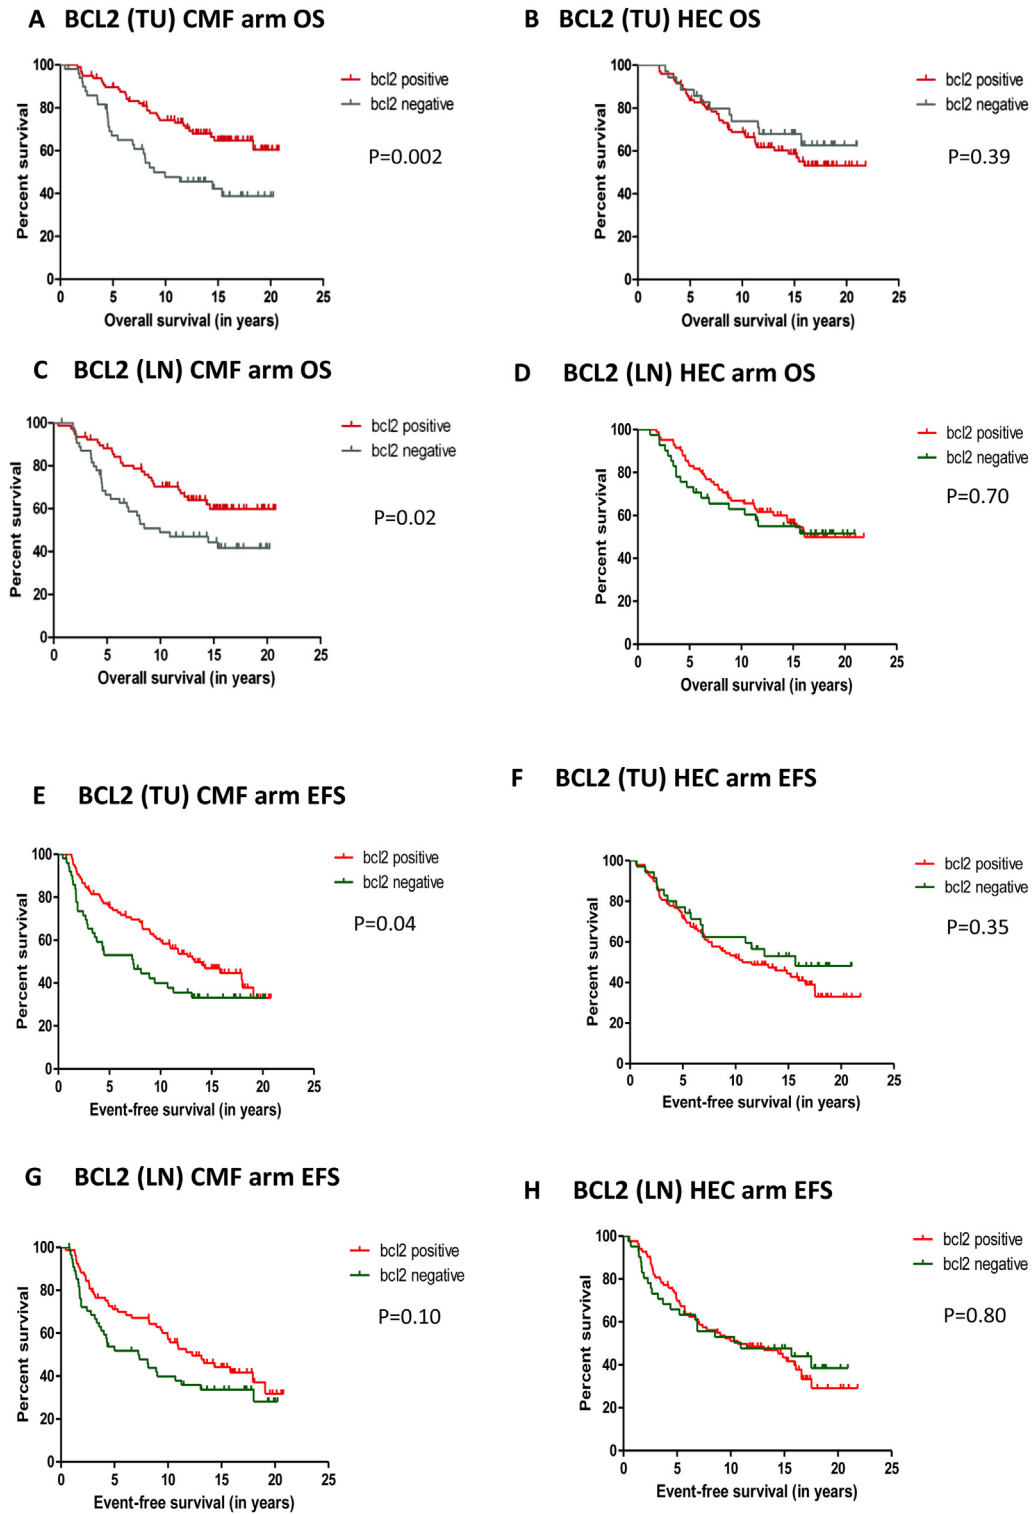 A BCL2 (TU) CMF arm OS
100
80
60
40
20
0
0 5 10 15 20 25
Percent survival
Overall survival (in years)
bcl2 positive
bcl2 negative
P=0.002
B BCL2 (TU) HEC OS
100
80
60
40
20
0
0 5 10 15 20 25
Percent survival
Overall survival (in years)
bcl2 positive
bcl2 negative
P=0.39
C BCL2 (LN) CMF arm OS
100
80
60
40
20
0
0 5 10 15 20 25
Percent survival
Overall survival (in years)
bcl2 positive
bcl2 negative
P=0.02
D BCL2 (LN) HEC arm OS
100
80
60
40
20
0
0 5 10 15 20 25
Percent survival
Overall survival (in years)
bcl2 positive
bcl2 negative
P=0.70
E BCL2 (TU) CMF arm EFS
100
80
60
40
20
0
0 5 10 15 20 25
Percent survival
Event-free survival (in years)
bcl2 positive
bcl2 negative
P=0.04
F BCL2 (TU) HEC arm EFS
100
80
60
40
20
0
0 5 10 15 20 25
Percent survival
Event-free survival (in years)
bcl2 positive
bcl2 negative
P=0.35
G BCL2 (LN) CMF arm EFS
100
80
60
40
20
0
0 5 10 15 20 25
Percent survival
Event-free survival (in years)
bcl2 positive
bcl2 negative
P=0.10
H BCL2 (LN) HEC arm EFS
100
80
60
40
20
0
0 5 10 15 20 25
Percent survival
Event-free survival (in years)
bcl2 positive
bcl2 negative
P=0.80